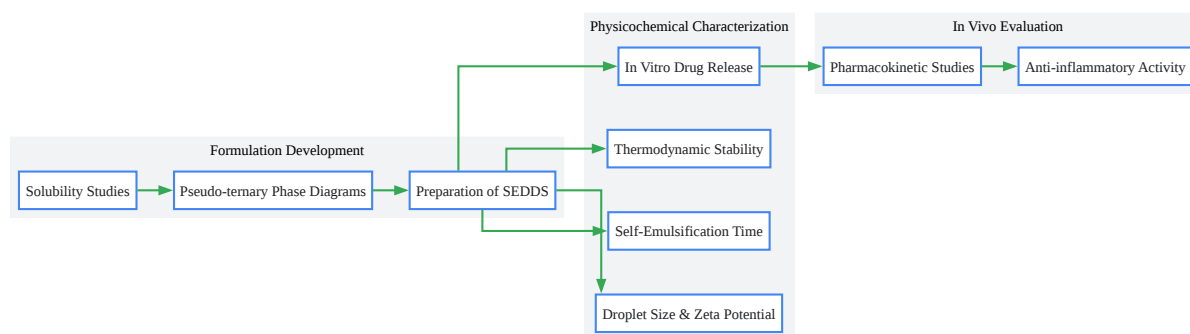 Formulation Development
Solubility Studies
Pseudo-ternary Phase Diagrams
Preparation of SEDDS
Physicochemical Characterization
In Vitro Drug Release
Thermodynamic Stability
Self-Emulsification Time
Droplet Size & Zeta Potential
In Vivo Evaluation
Pharmacokinetic Studies
Anti-inflammatory Activity